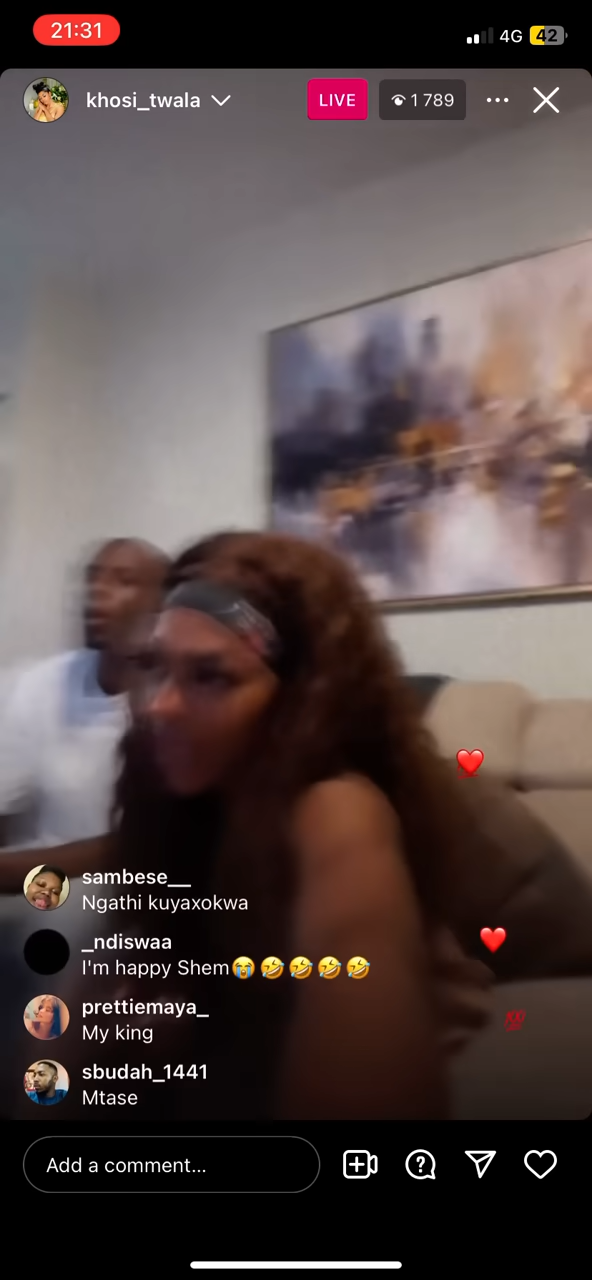 21:31
4G 42
khosi_twala LIVE 1 789
sambese__
Ngathi kuyaxokwa
_ndiswaa
I'm happy Shem😭🤣🤣🤣🤣
prettiemaya_
My king
💯
sbudah_1441
Mtase
Add a comment...